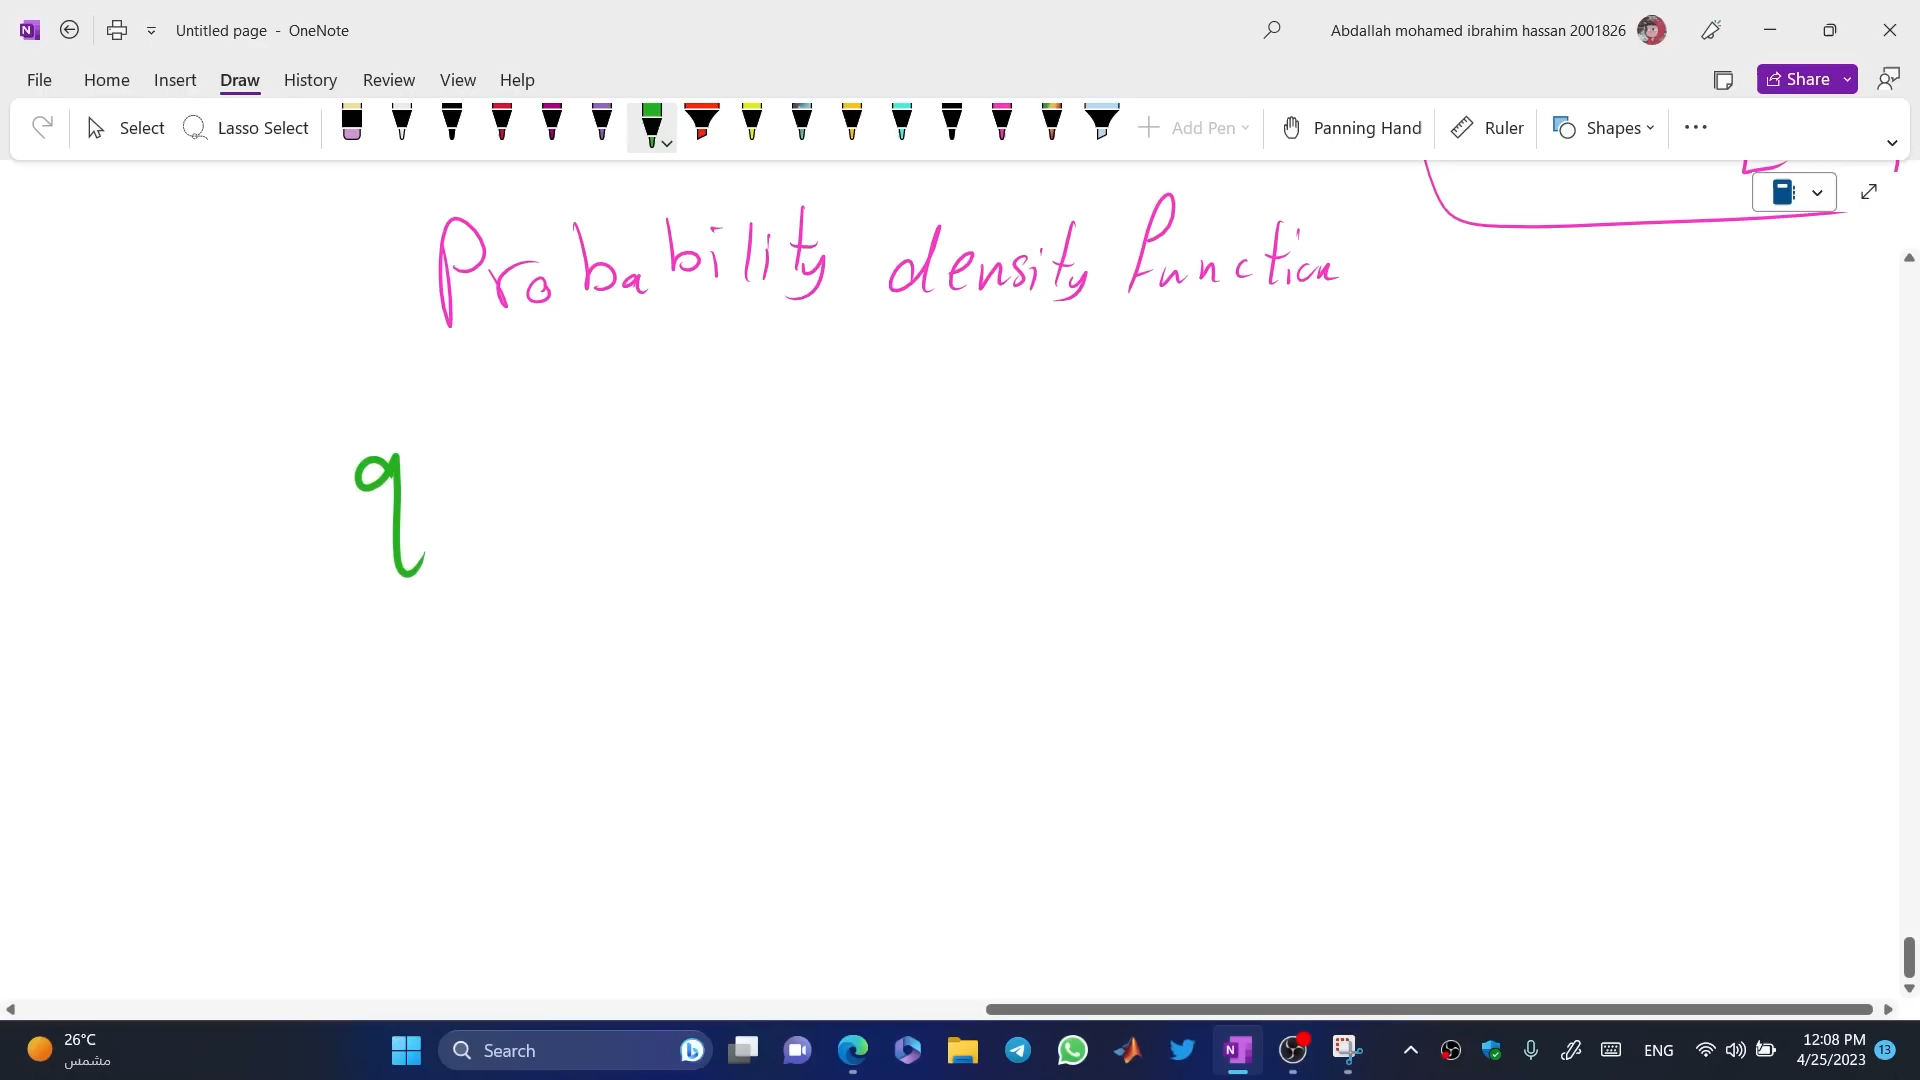 Untitled page - OneNote
Abdallah mohamed ibrahim hassan 2001826
File Home Insert Draw History Review View Help
Share
Select
Lasso Select
Add Pen
Panning Hand
Ruler
Shapes
Probability density function
q
26°C
مشمس
Search
ENG
12:08 PM
4/25/2023
13